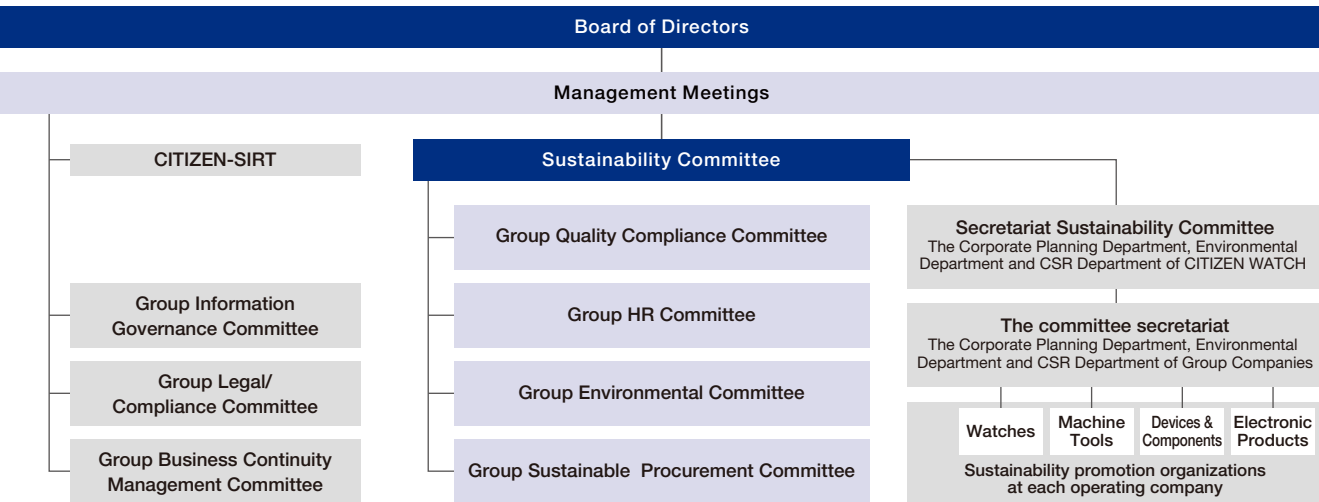 Board of Directors
Management Meetings
CITIZEN-SIRT
Group Information
Governance Committee
Group Legal/
Compliance Committee
Group Business Continuity
Management Committee
Sustainability Committee
Group Quality Compliance Committee
Group HR Committee
Group Environmental Committee
Group Sustainable Procurement Committee
Secretariat Sustainability Committee
The Corporate Planning Department, Environmental
Department and CSR Department of CITIZEN WATCH
The committee secretariat
The Corporate Planning Department, Environmental
Department and CSR Department of Group Companies
Watches
Machine
Tools
Devices &
Components
Electronic
Products
Sustainability promotion organizations
at each operating company